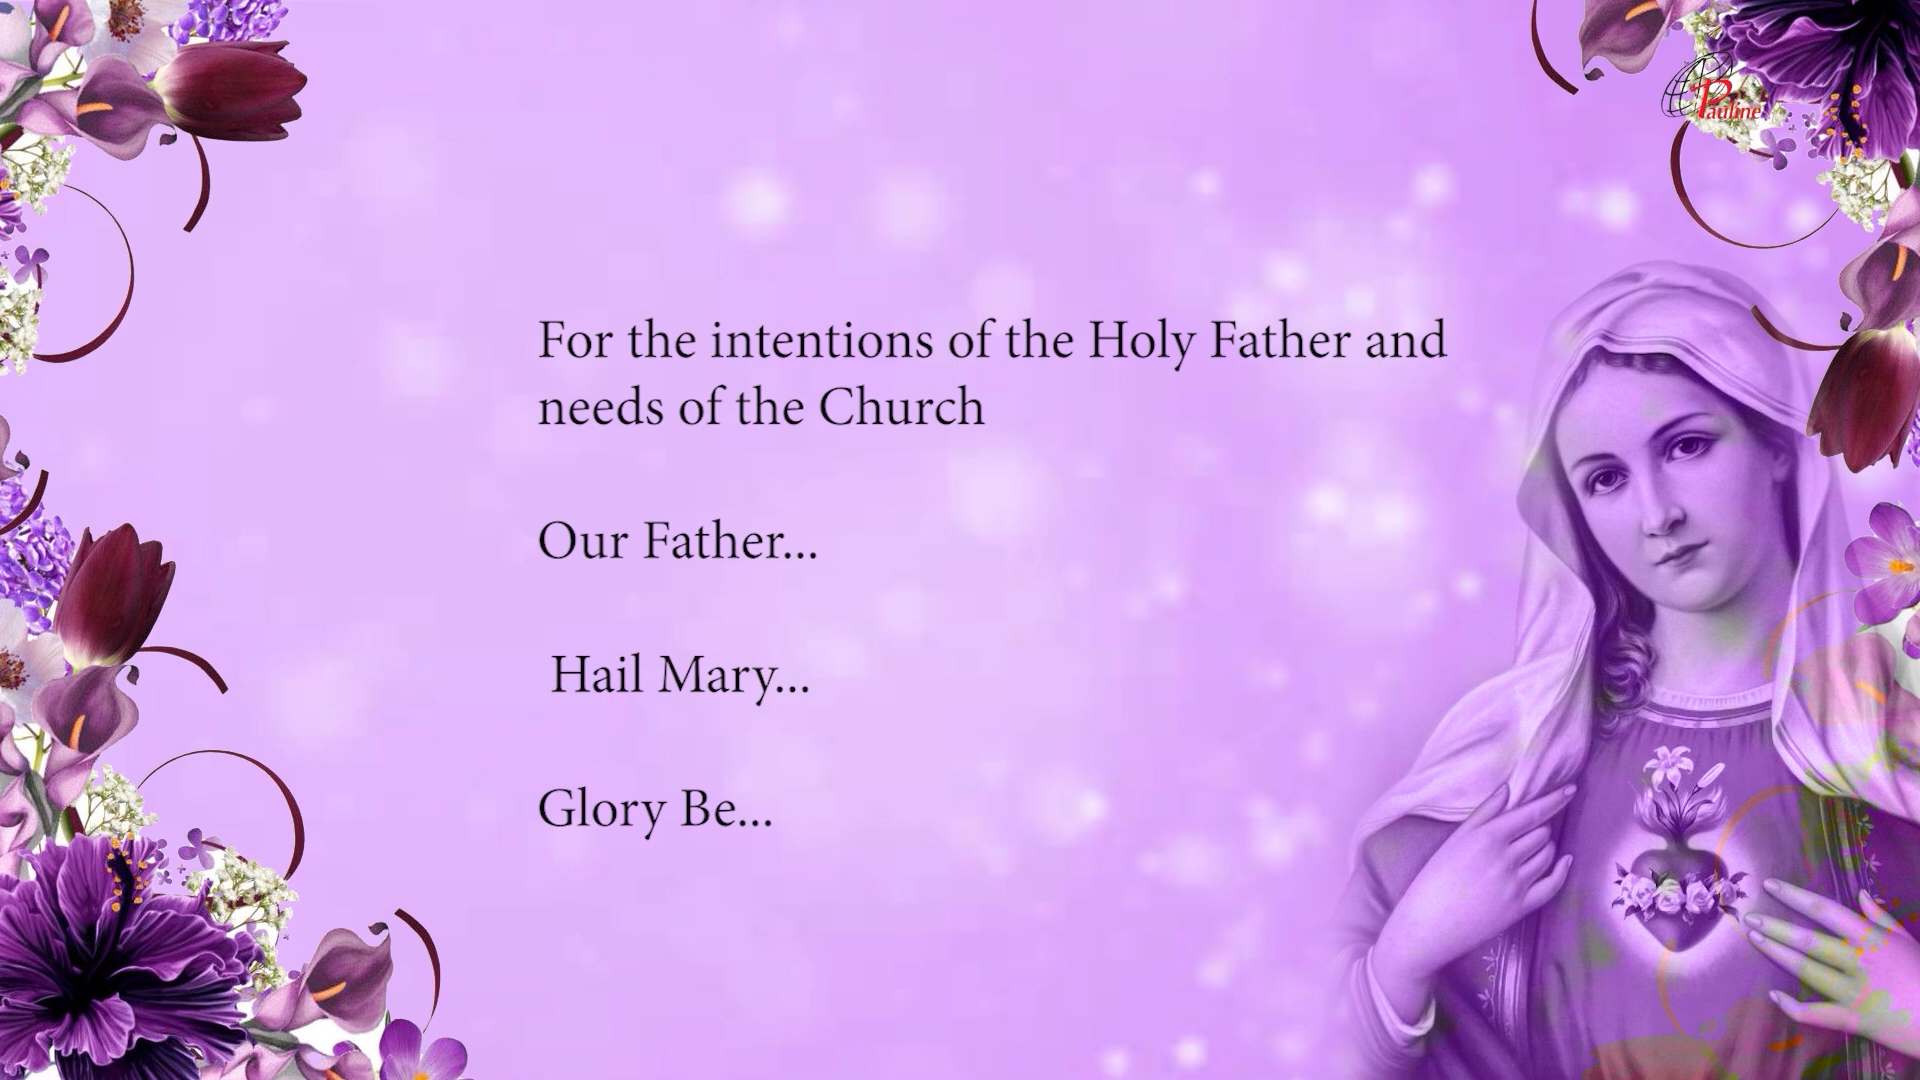 Pauline
For the intentions of the Holy Father and
needs of the Church
Our Father...
Hail Mary...
Glory Be...